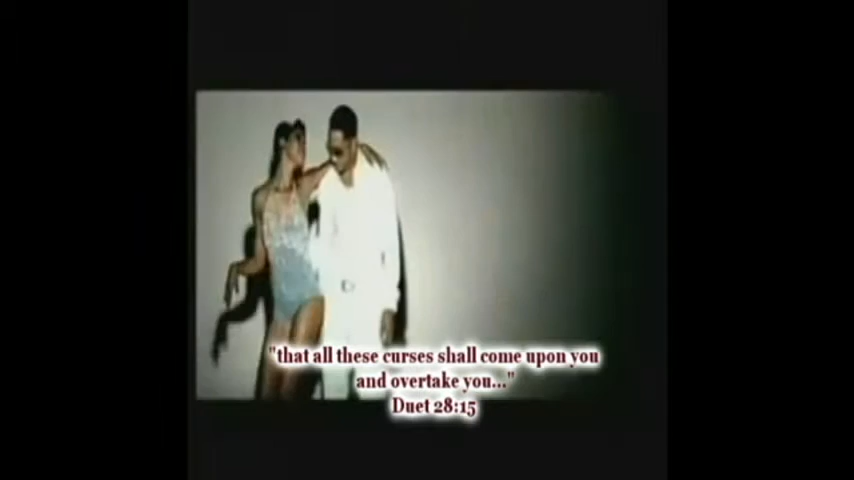 "that all these curses shall come upon you
and overtake you..."
Duet 28:15